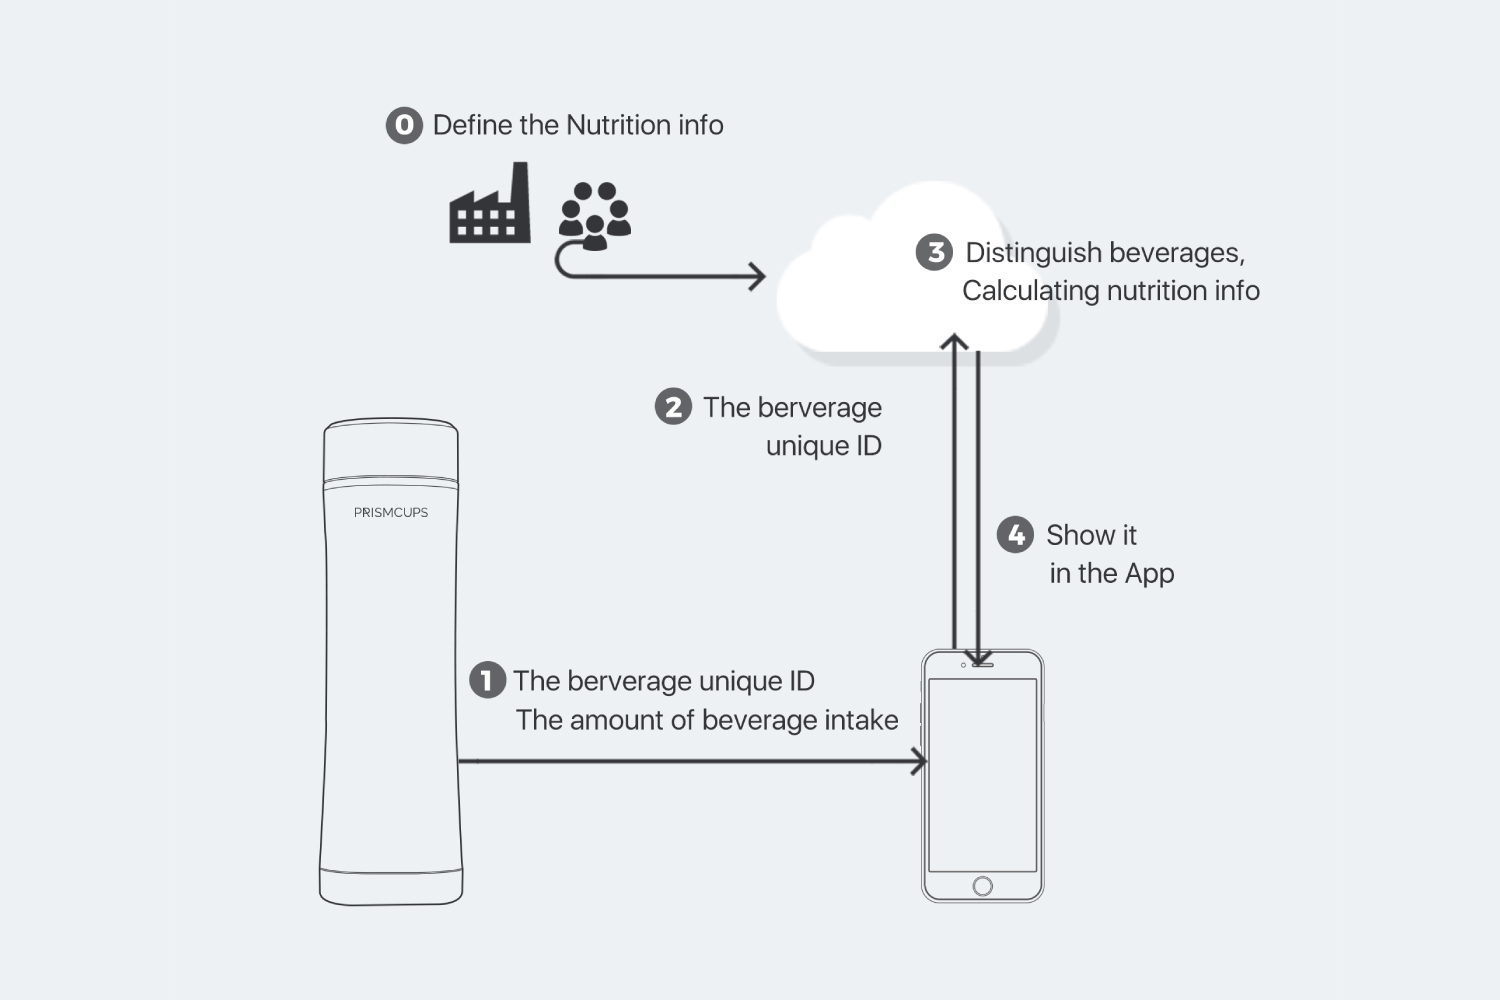 0 Define the Nutrition info
3 Distinguish beverages,
Calculating nutrition info
2 The berverage
unique ID
PRISMCUPS
4 Show it
in the App
1 The berverage unique ID
The amount of beverage intake